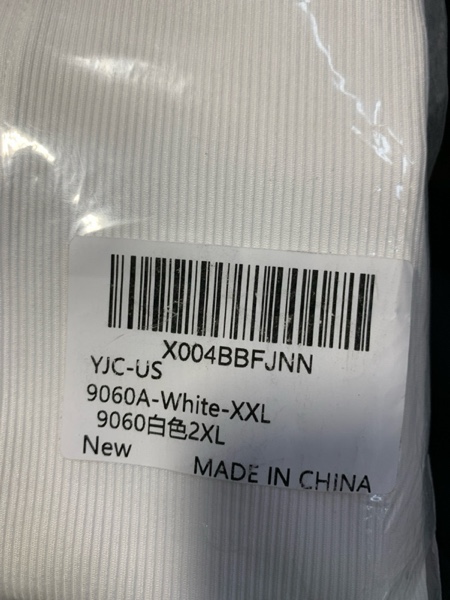 X004BBFJNN
YJC-US
9060A-White-XXL
9060白色2XL
New
MADE IN CHINA